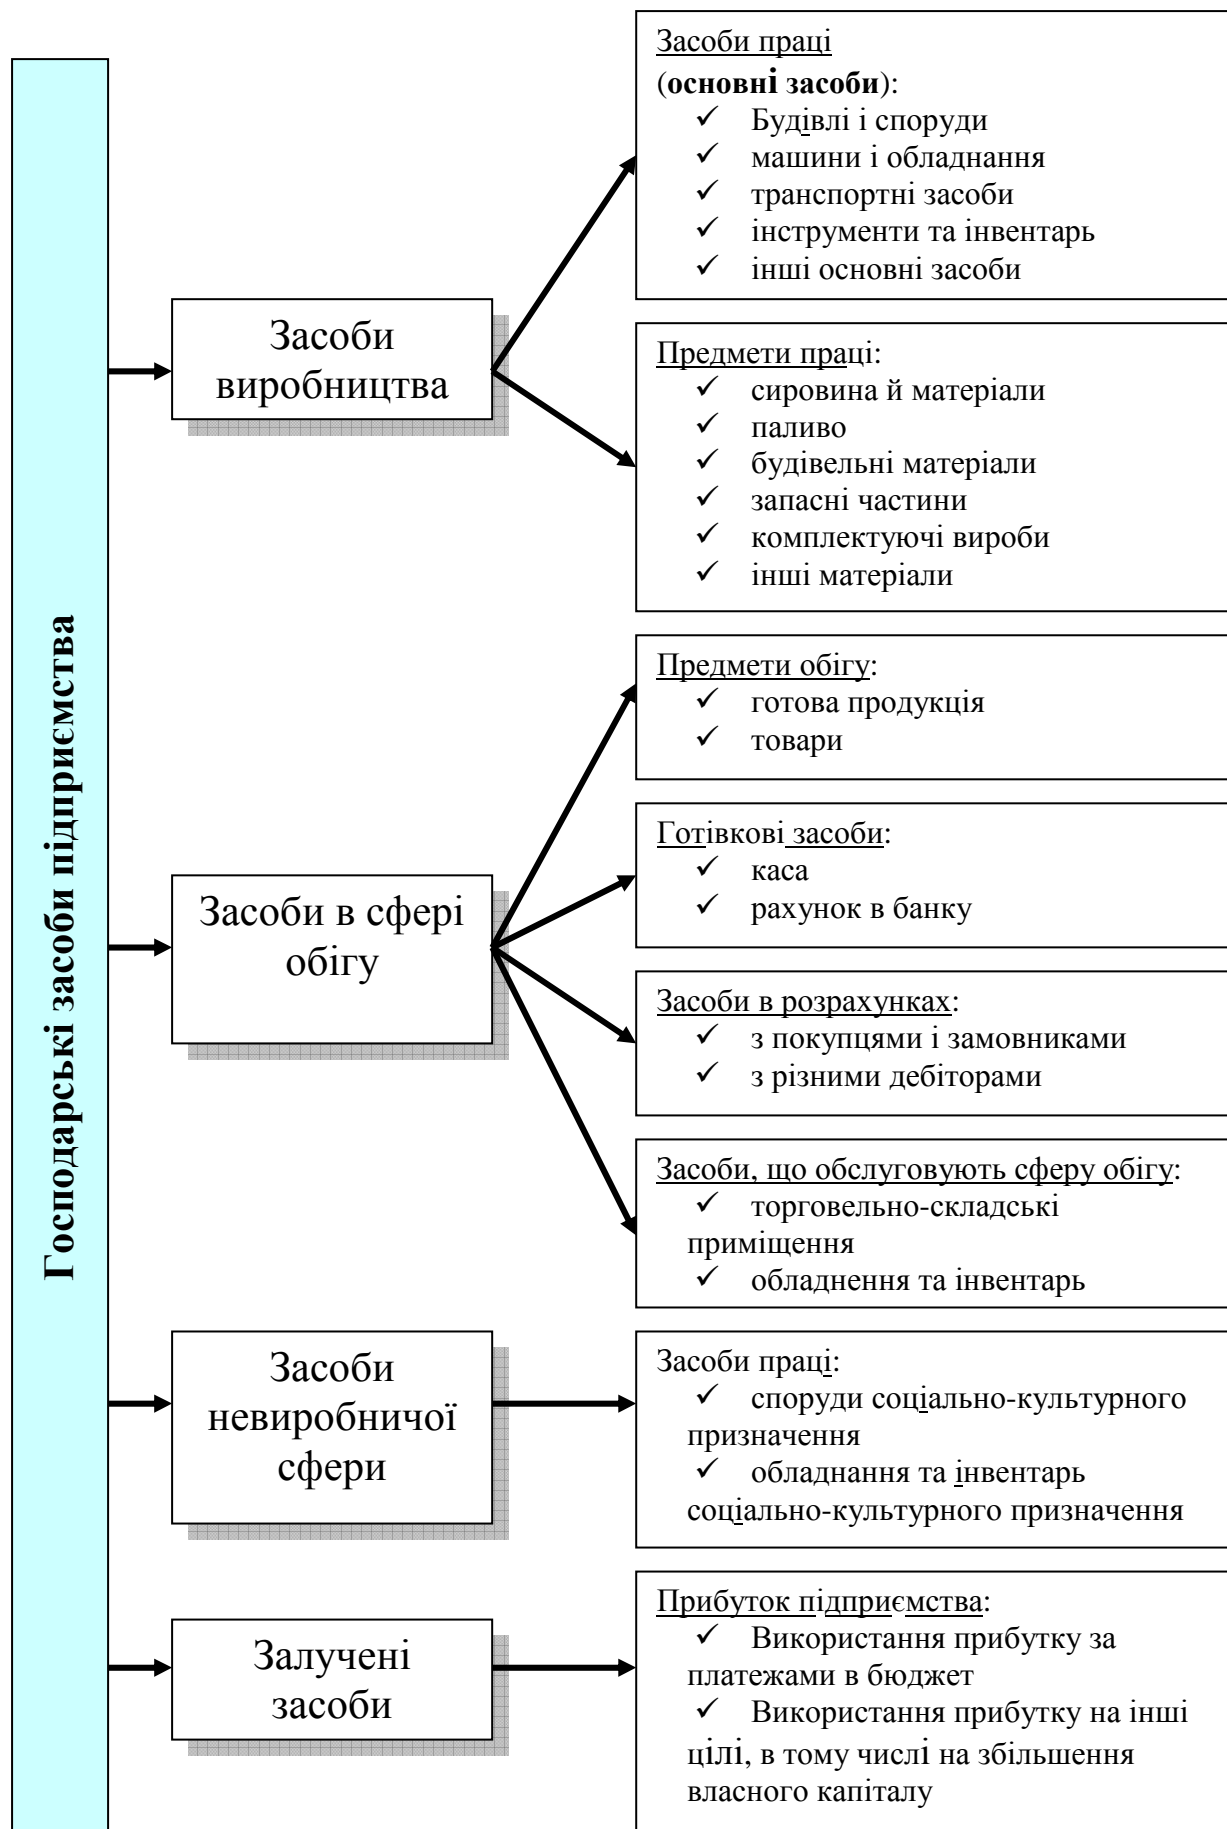 Господарські засоби підприємства
Засоби
виробництва
Засоби праці
(основні засоби):
✓ Будівлі і споруди
✓ машини і обладнання
✓ транспортні засоби
✓ інструменти та інвентарь
✓ інші основні засоби
Предмети праці:
✓ сировина й матеріали
✓ паливо
✓ будівельні матеріали
✓ запасні частини
✓ комплектуючі вироби
✓ інші матеріали
Засоби в сфері
обігу
Предмети обігу:
✓ готова продукція
✓ товари
Готівкові засоби:
✓ каса
✓ рахунок в банку
Засоби в розрахунках:
✓ з покупцями і замовниками
✓ з різними дебіторами
Засоби, що обслуговують сферу обігу:
✓ торговельно-складські
приміщення
✓ обладнення та інвентарь
Засоби
невиробничої
сфери
Засоби праці:
✓ споруди соціально-культурного
призначення
✓ обладнання та інвентарь
соціально-культурного призначення
Залучені
засоби
Прибуток підприємства:
✓ Використання прибутку за
платежами в бюджет
✓ Використання прибутку на інші
цілі, в тому числі на збільшення
власного капіталу